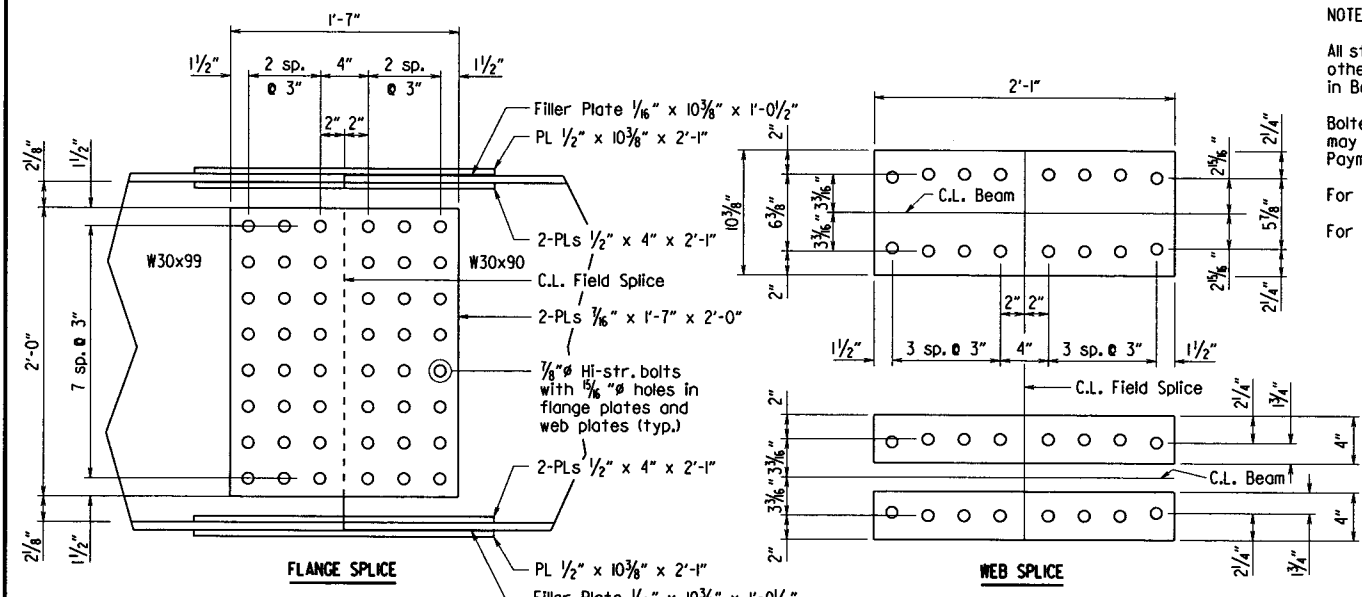 1'-7"
1½"
2 sp.
@ 3"
4"
2 sp.
@ 3"
1½"
2" 2"
Filler Plate 1/16" x 10⅜" x 1'-0½"
PL ½" x 10⅜" x 2'-1"
2⅛"
1½"
2-PLs ½" x 4" x 2'-1"
W30x99
W30x90
C.L. Field Splice
2-PLs 7/16" x 1'-7" x 2'-0"
2'-0"
7 sp. @ 3"
⅞"ø Hi-str. bolts
with 15/16 "ø holes in
flange plates and
web plates (typ.)
2-PLs ½" x 4" x 2'-1"
2⅛"
1½"
FLANGE SPLICE
PL ½" x 10⅜" x 2'-1"
Filler Plate
2'-1"
2"
2¼"
2 15/16"
10⅜"
6⅜"
3 3/16"
3 3/16"
C.L. Beam
5⅞"
2"
2 15/16"
2¼"
2" 2"
1½"
3 sp. @ 3"
4"
3 sp. @ 3"
1½"
C.L. Field Splice
2"
2¼"
1¾"
3 3/16"
4"
C.L. Beam
3 3/16"
4"
2"
2¼"
1¾"
WEB SPLICE
NOTE
All st
othe
in Bo
Bolte
may
Paym
For
For